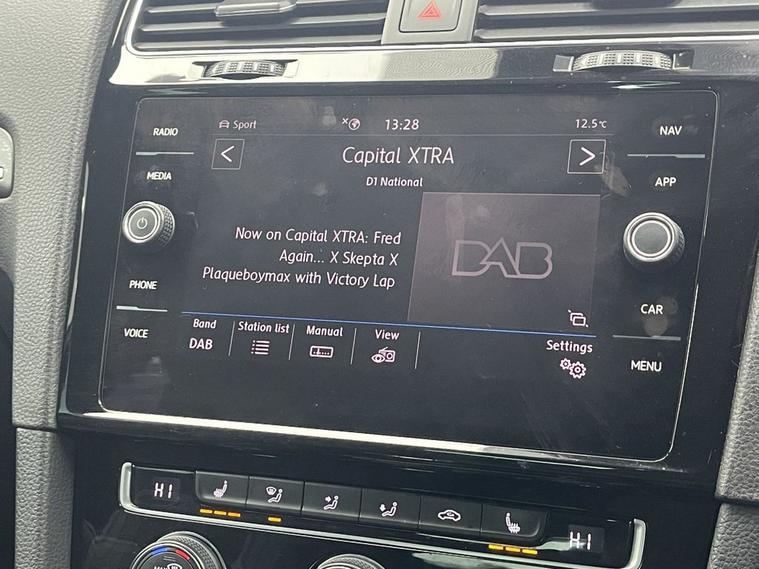 RADIO
Sport
13:28
12.5°C
NAV
Capital XTRA
D1 National
MEDIA
APP
Now on Capital XTRA: Fred
Again... X Skepta X
Plaqueboymax with Victory Lap
DAB
PHONE
CAR
VOICE
Band
DAB
Station list
Manual
View
Settings
MENU
HI
HI